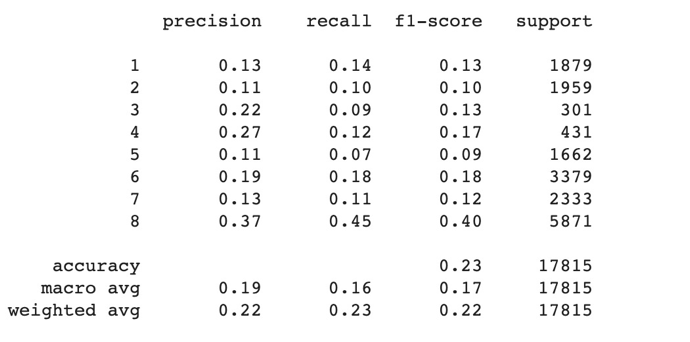 precision recall f1-score support
1 0.13 0.14 0.13 1879
2 0.11 0.10 0.10 1959
3 0.22 0.09 0.13 301
4 0.27 0.12 0.17 431
5 0.11 0.07 0.09 1662
6 0.19 0.18 0.18 3379
7 0.13 0.11 0.12 2333
8 0.37 0.45 0.40 5871
accuracy 0.23 17815
macro avg 0.19 0.16 0.17 17815
weighted avg 0.22 0.23 0.22 17815